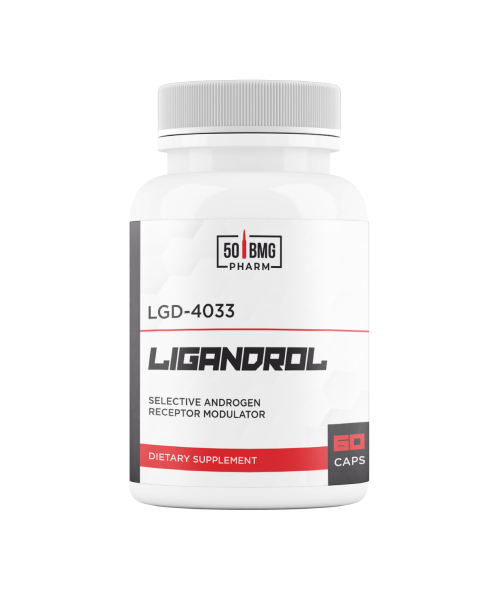 50 BMG
PHARM
LGD-4033
LIGANDROL
SELECTIVE ANDROGEN
RECEPTOR MODULATOR
DIETARY SUPPLEMENT
60
CAPS